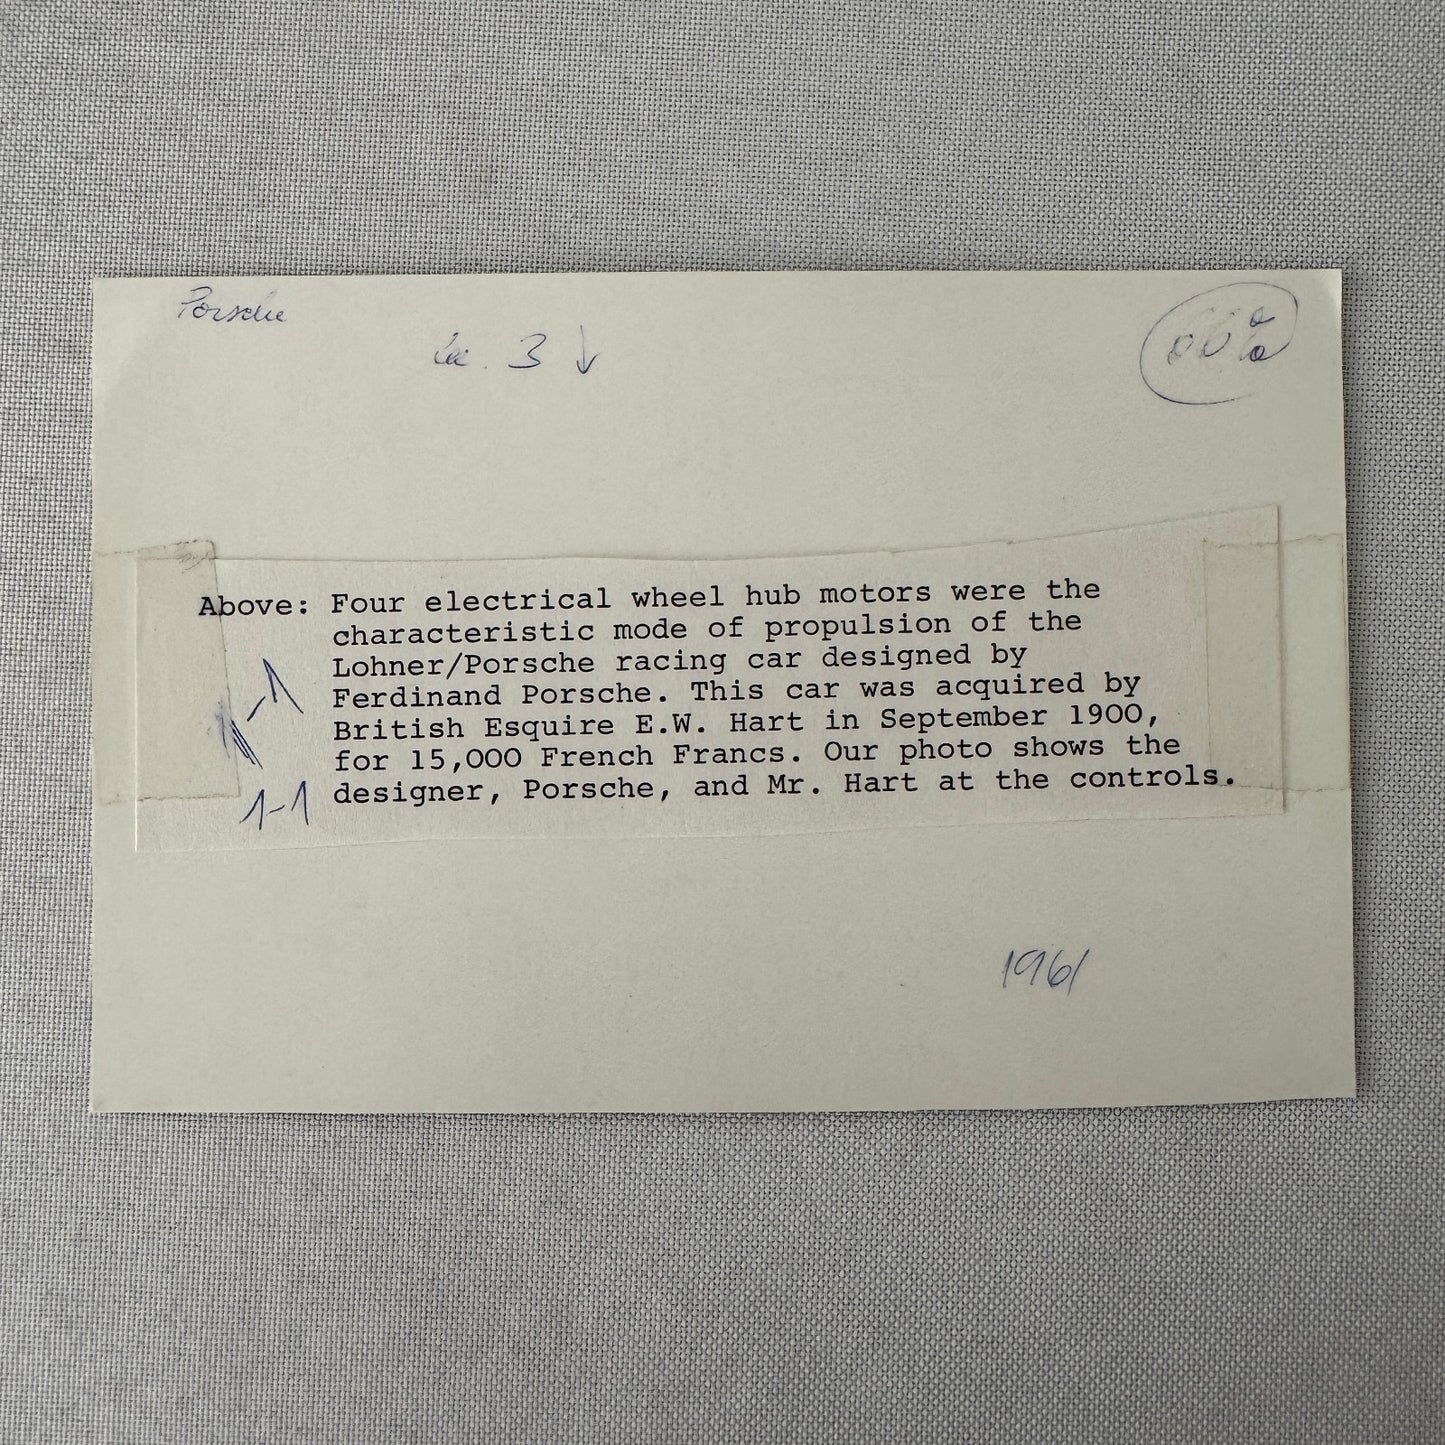 Porsche
3 ↓
Above: Four electrical wheel hub motors were the
characteristic mode of propulsion of the
Lohner/Porsche racing car designed by
Ferdinand Porsche. This car was acquired by
British Esquire E.W. Hart in September 1900,
for 15,000 French Francs. Our photo shows the
designer, Porsche, and Mr. Hart at the controls.
1-1
1961